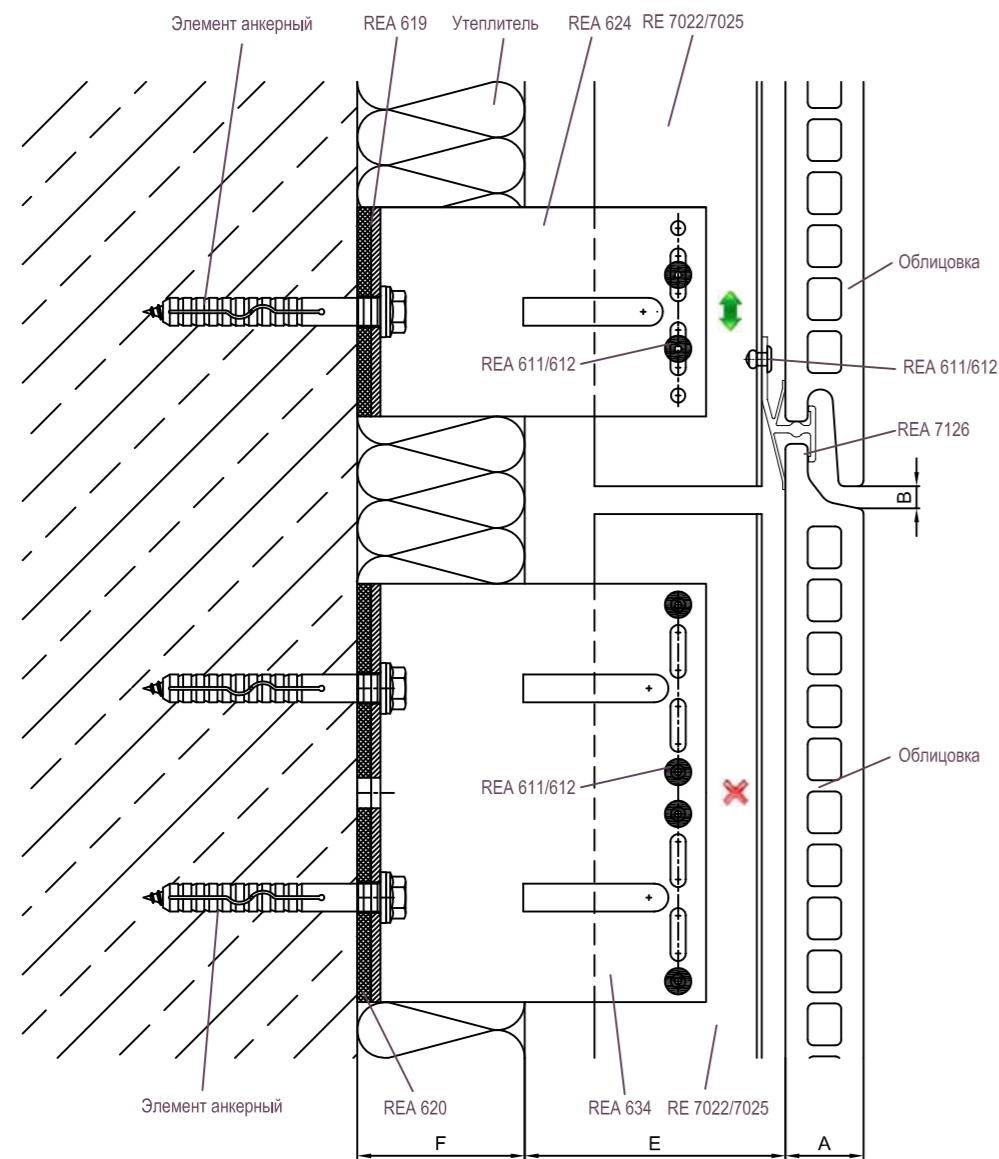 Элемент анкерный
REA 619
Утеплитель
REA 624
RE 7022/7025
Облицовка
REA 611/612
REA 611/612
REA 7126
B
Облицовка
REA 611/612
Элемент анкерный
REA 620
REA 634
RE 7022/7025
F
E
A